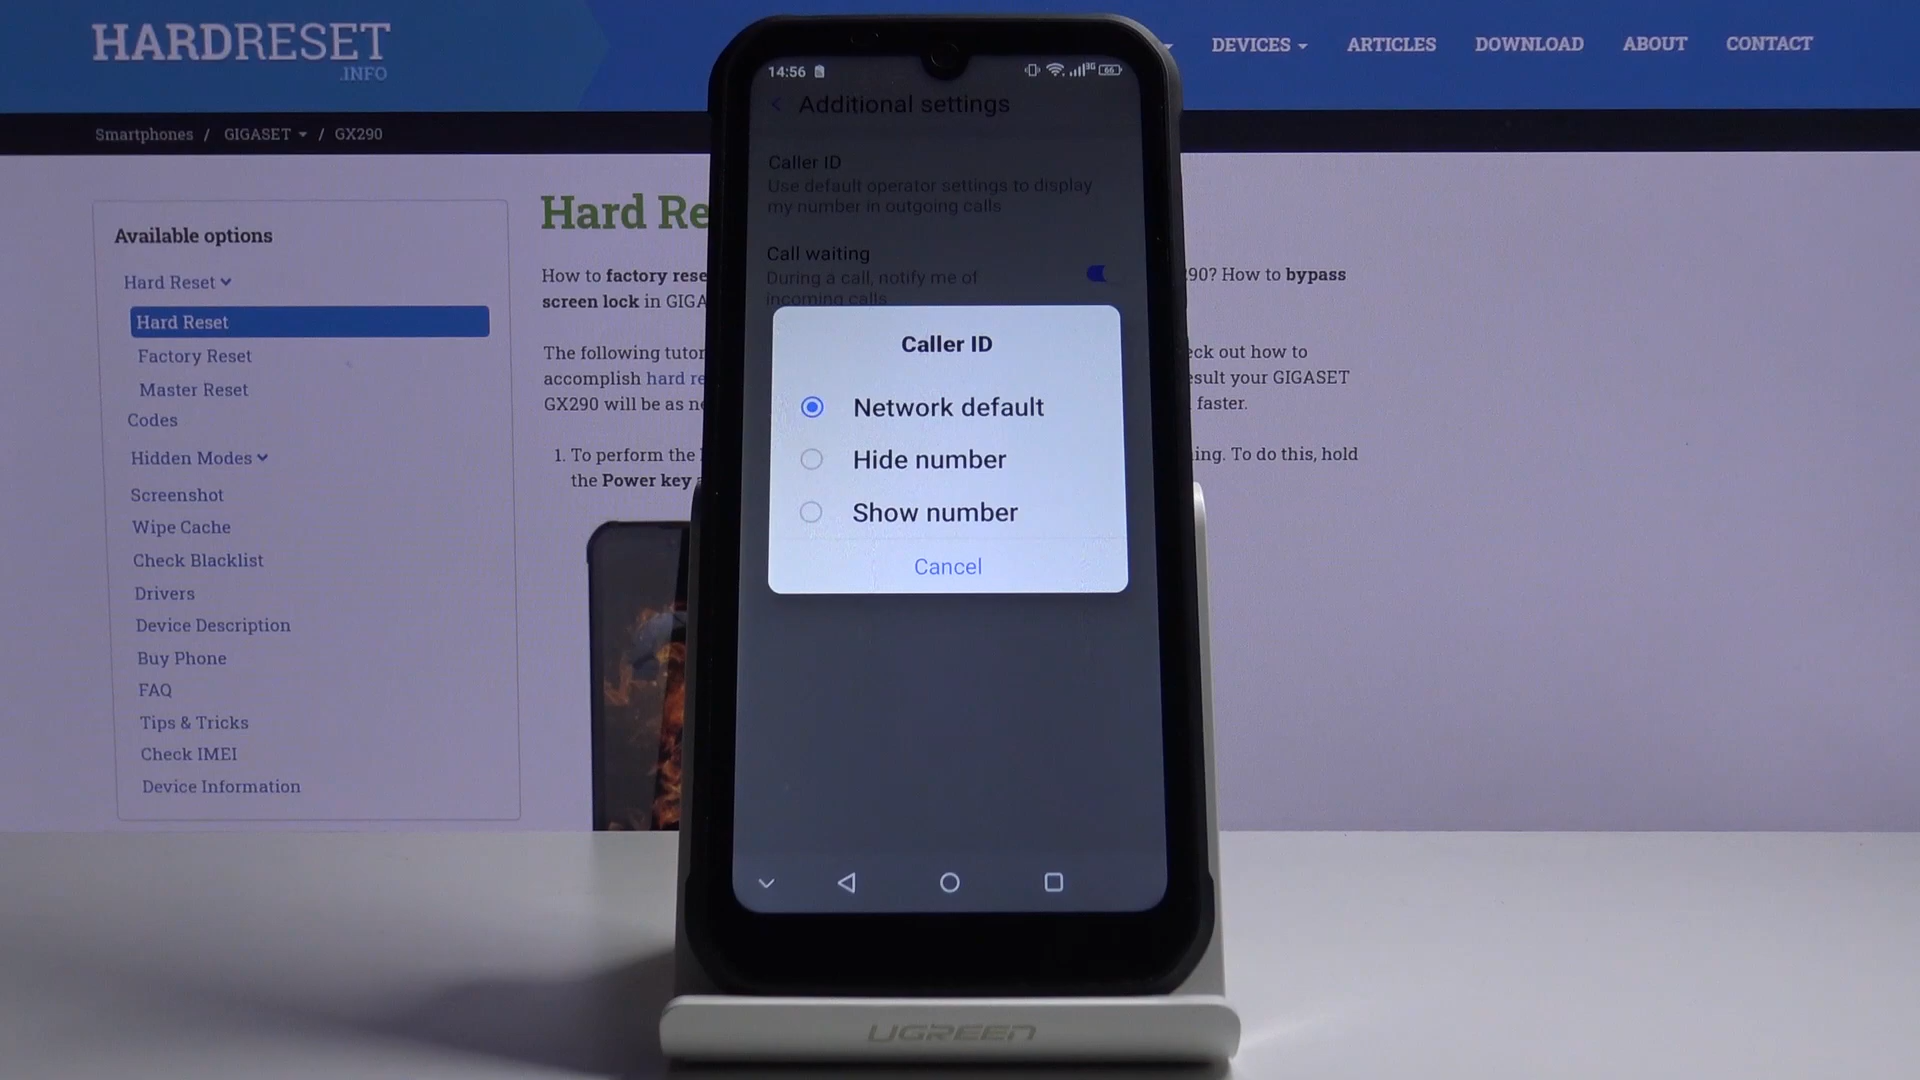 HARDRESET
.INFO
DEVICES
ARTICLES
DOWNLOAD
ABOUT
CONTACT
Smartphones / GIGASET / GX290
Available options
Hard Reset
Hard Reset
Factory Reset
Master Reset
Codes
Hidden Modes
Screenshot
Wipe Cache
Check Blacklist
Drivers
Device Description
Buy Phone
FAQ
Tips & Tricks
Check IMEI
Device Information
Hard Re
How to factory rese
90? How to bypass
screen lock in GIGA
The following tutor
eck out how to
accomplish hard re
esult your GIGASET
GX290 will be as ne
faster.
1. To perform the
ning. To do this, hold
the Power key
14:56
3G
66
Additional settings
Caller ID
Use default operator settings to display
my number in outgoing calls
Call waiting
During a call, notify me of
incoming calls
Caller ID
Network default
Hide number
Show number
Cancel
UGREEN